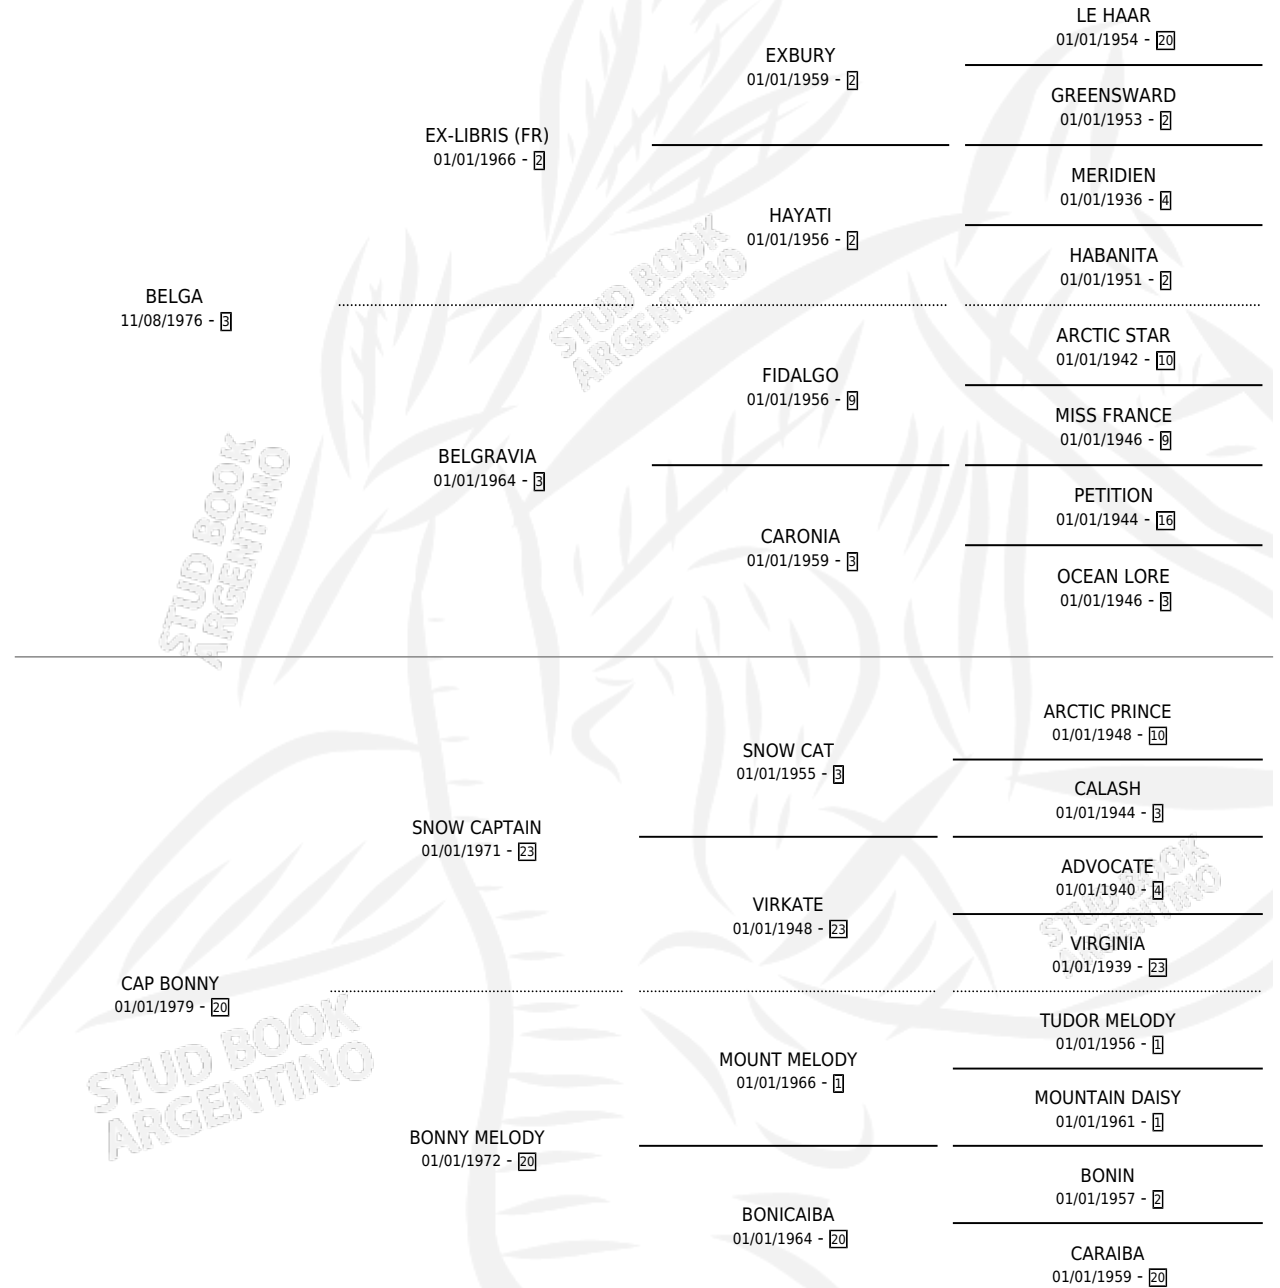 LE HAAR
01/01/1954 - 20
EXBURY
01/01/1959 - 2
GREENSWARD
01/01/1953 - 2
EX-LIBRIS (FR)
01/01/1966 - 2
MERIDIEN
01/01/1936 - 4
HAYATI
01/01/1956 - 2
HABANITA
01/01/1951 - 2
BELGA
11/08/1976 - 3
ARCTIC STAR
01/01/1942 - 10
FIDALGO
01/01/1956 - 9
MISS FRANCE
01/01/1946 - 9
BELGRAVIA
01/01/1964 - 3
PETITION
01/01/1944 - 16
CARONIA
01/01/1959 - 3
OCEAN LORE
01/01/1946 - 3
ARCTIC PRINCE
01/01/1948 - 10
SNOW CAT
01/01/1955 - 3
CALASH
01/01/1944 - 3
SNOW CAPTAIN
01/01/1971 - 23
ADVOCATE
01/01/1940 - 4
VIRKATE
01/01/1948 - 23
VIRGINIA
01/01/1939 - 23
CAP BONNY
01/01/1979 - 20
TUDOR MELODY
01/01/1956 - 1
MOUNT MELODY
01/01/1966 - 1
MOUNTAIN DAISY
01/01/1961 - 1
BONNY MELODY
01/01/1972 - 20
BONIN
01/01/1957 - 2
BONICAIBA
01/01/1964 - 20
CARAIBA
01/01/1959 - 20
STUD BOOK
ARGENTINO
STUD BOOK
ARGENTINO
STUD BOOK
ARGENTINO
STUD BOOK
ARGENTINO